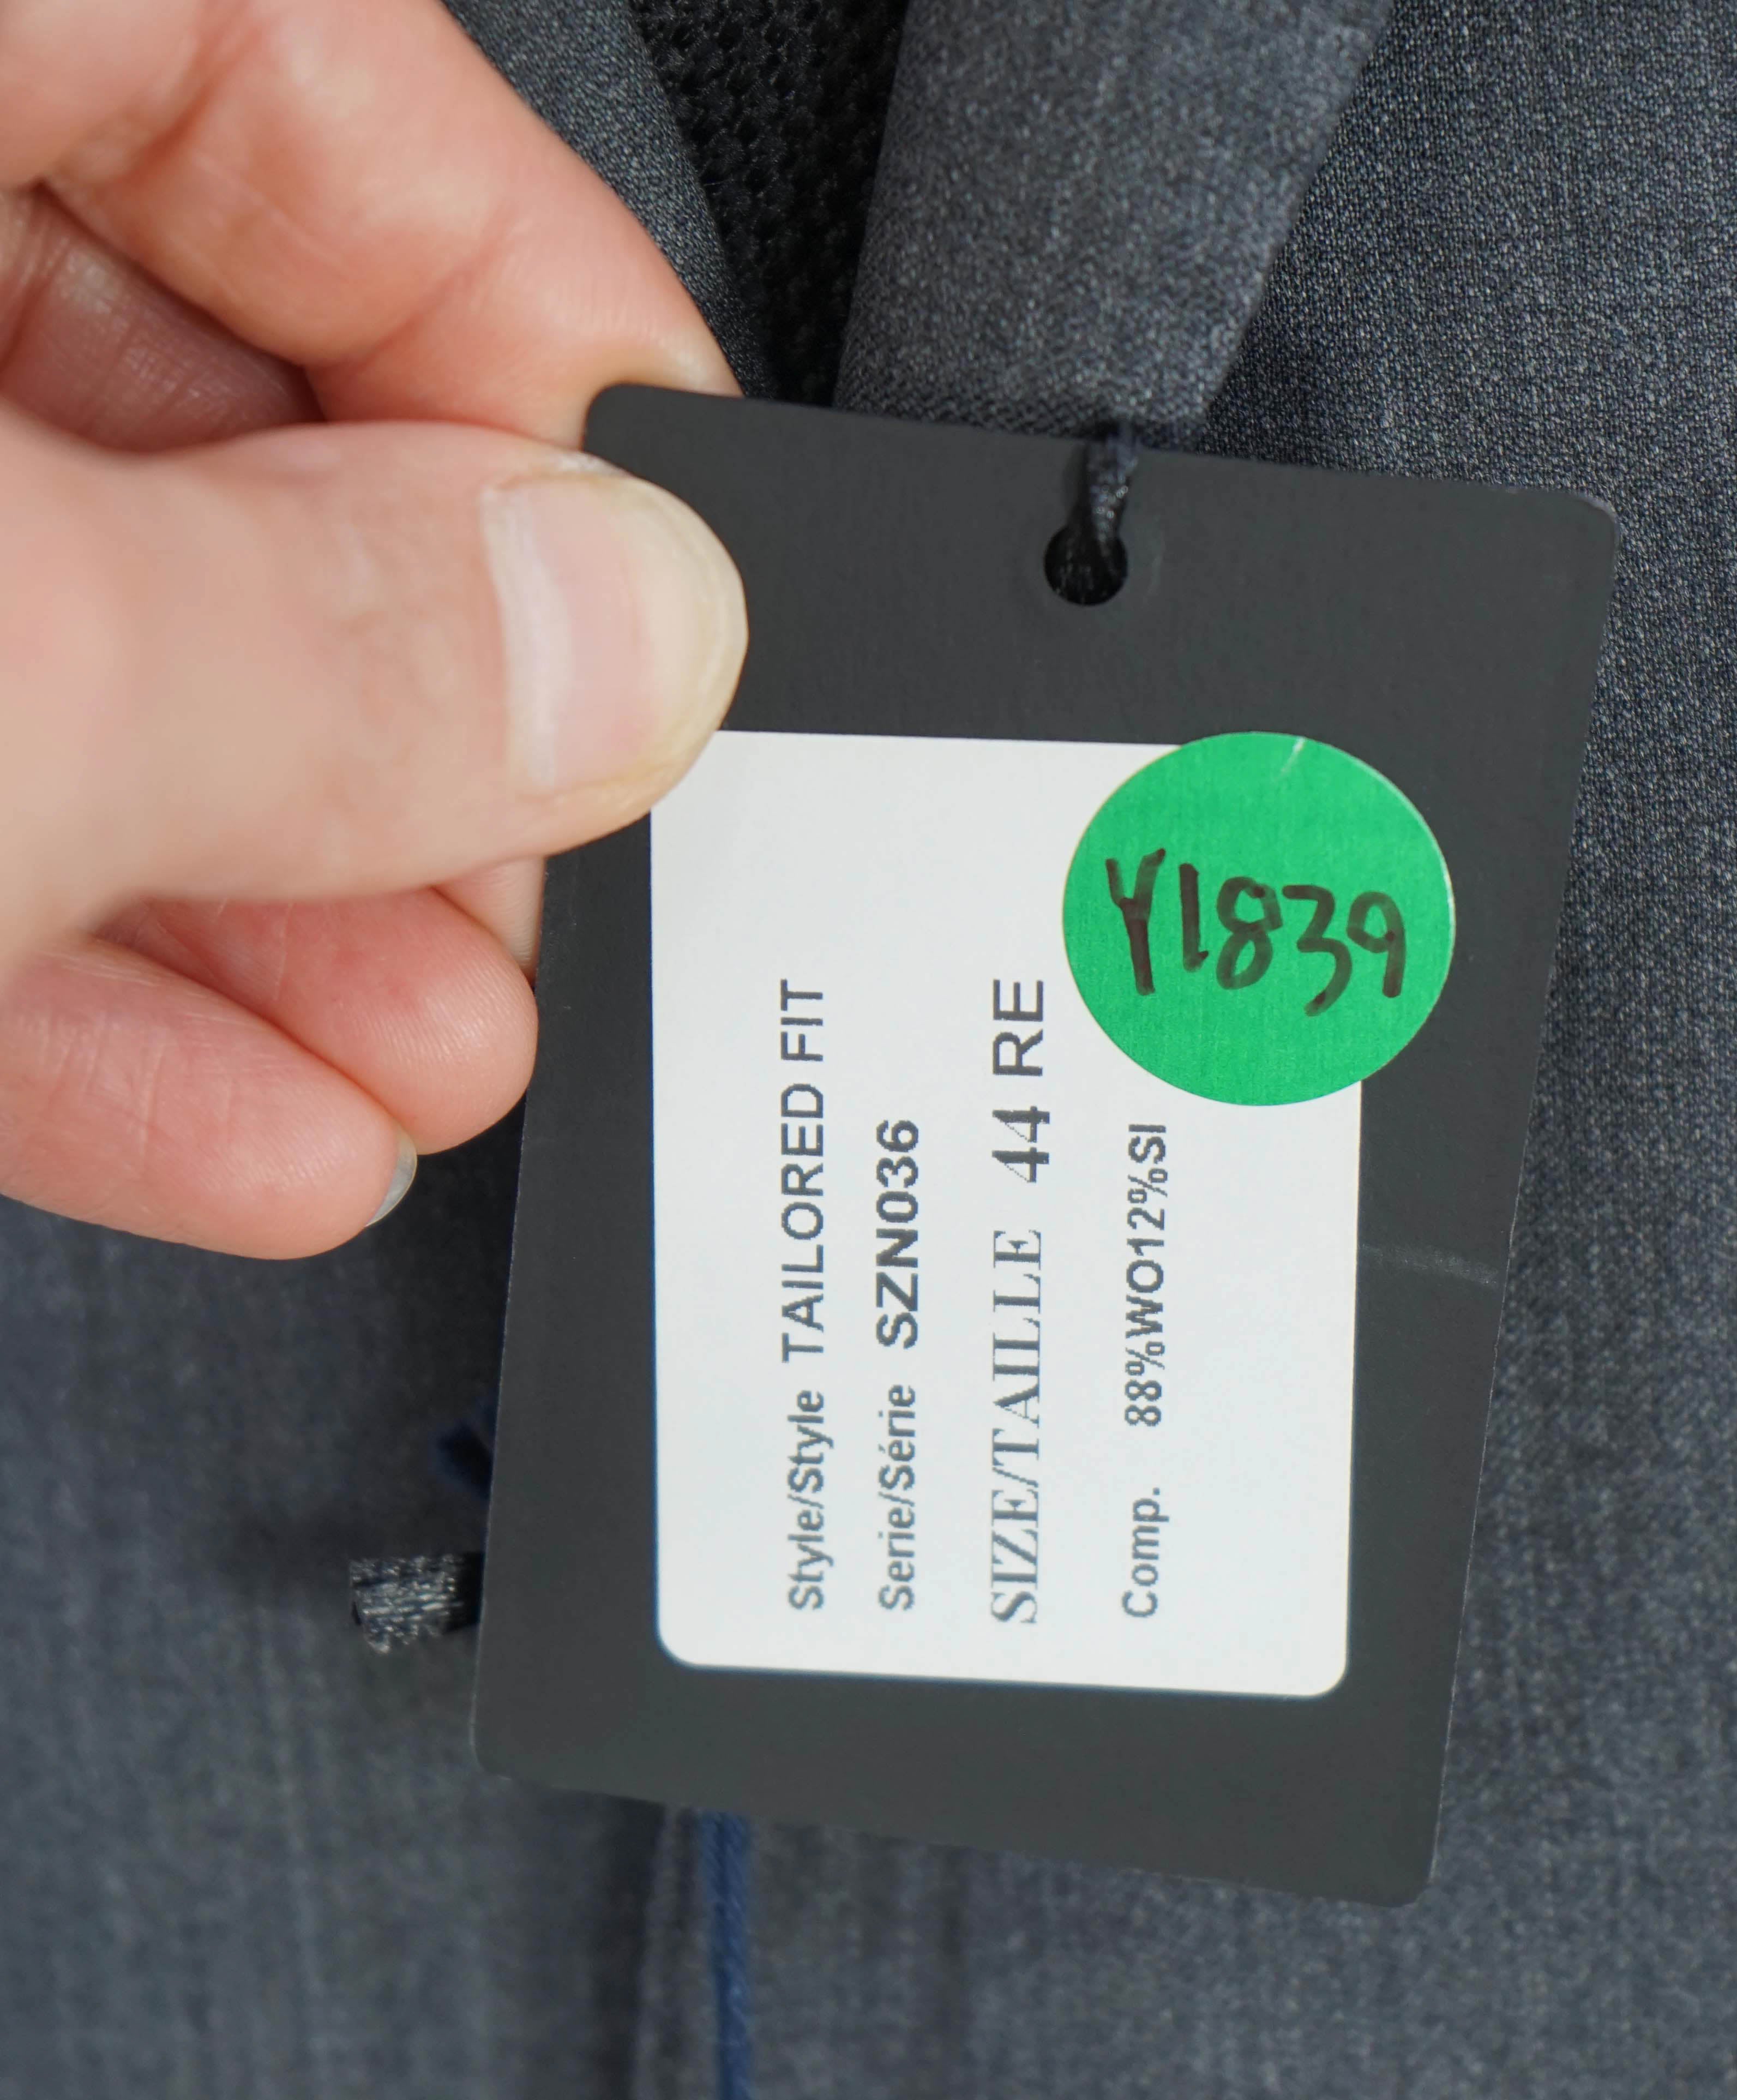 Style/Style TAILORED FIT
Serie/Série SZN036
SIZE/TAILLE 44 RE
Comp. 88%WO12%SI
Y1839